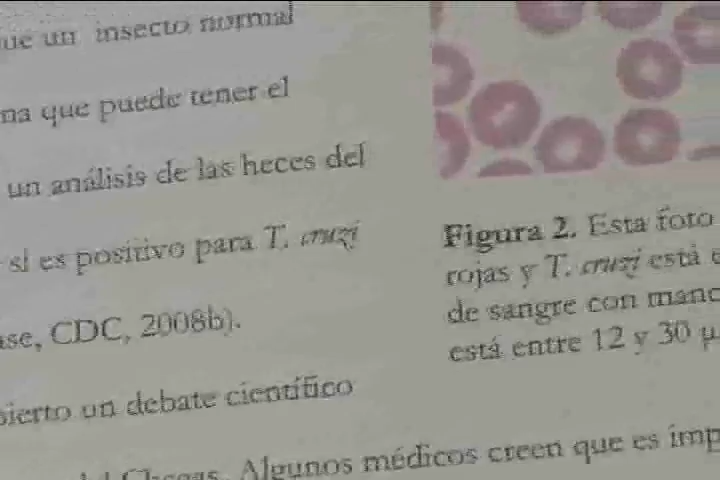 que un insecto normal
na que puede tener el
un análisis de las heces del
si es positivo para T. cruzi
ase, CDC, 2008b).
bierto un debate científico
Chagas. Algunos médicos creen que es imp
Figura 2. Esta foto
rojas y T. cruzi está
de sangre con manc
está entre 12 y 30 µ